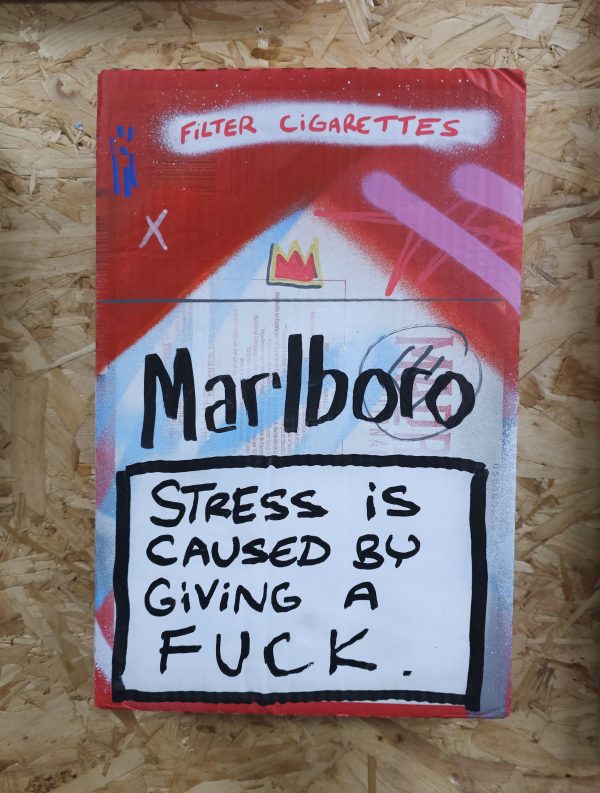 FiLTER CiGARETTES
X
Marlboro
STRESS iS
CAUSED BY
GiViNG A
FUCK.